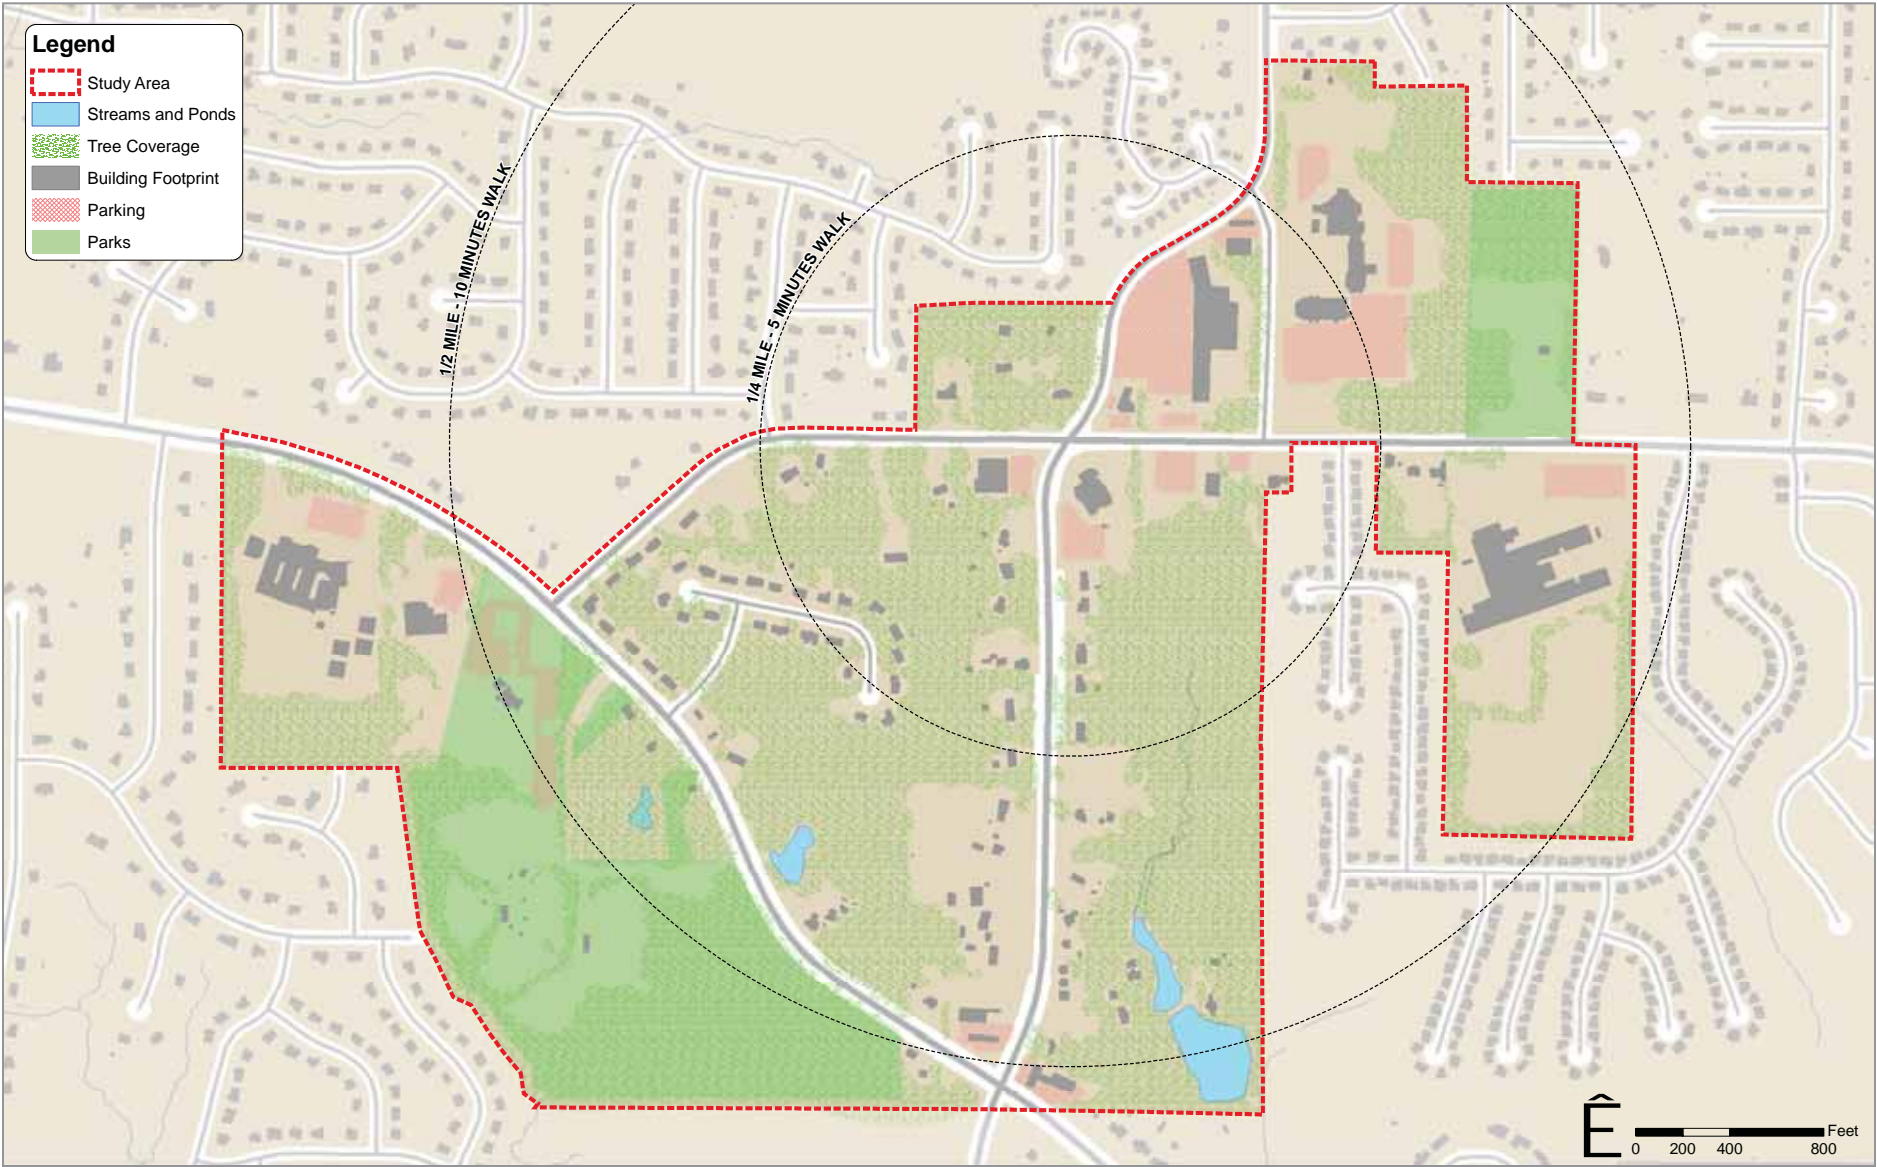 Legend
Study Area
Streams and Ponds
Tree Coverage
Building Footprint
Parking
Parks
1/2 MILE - 10 MINUTES WALK
1/4 MILE - 5 MINUTES WALK
Ê
Feet
0 200 400 800